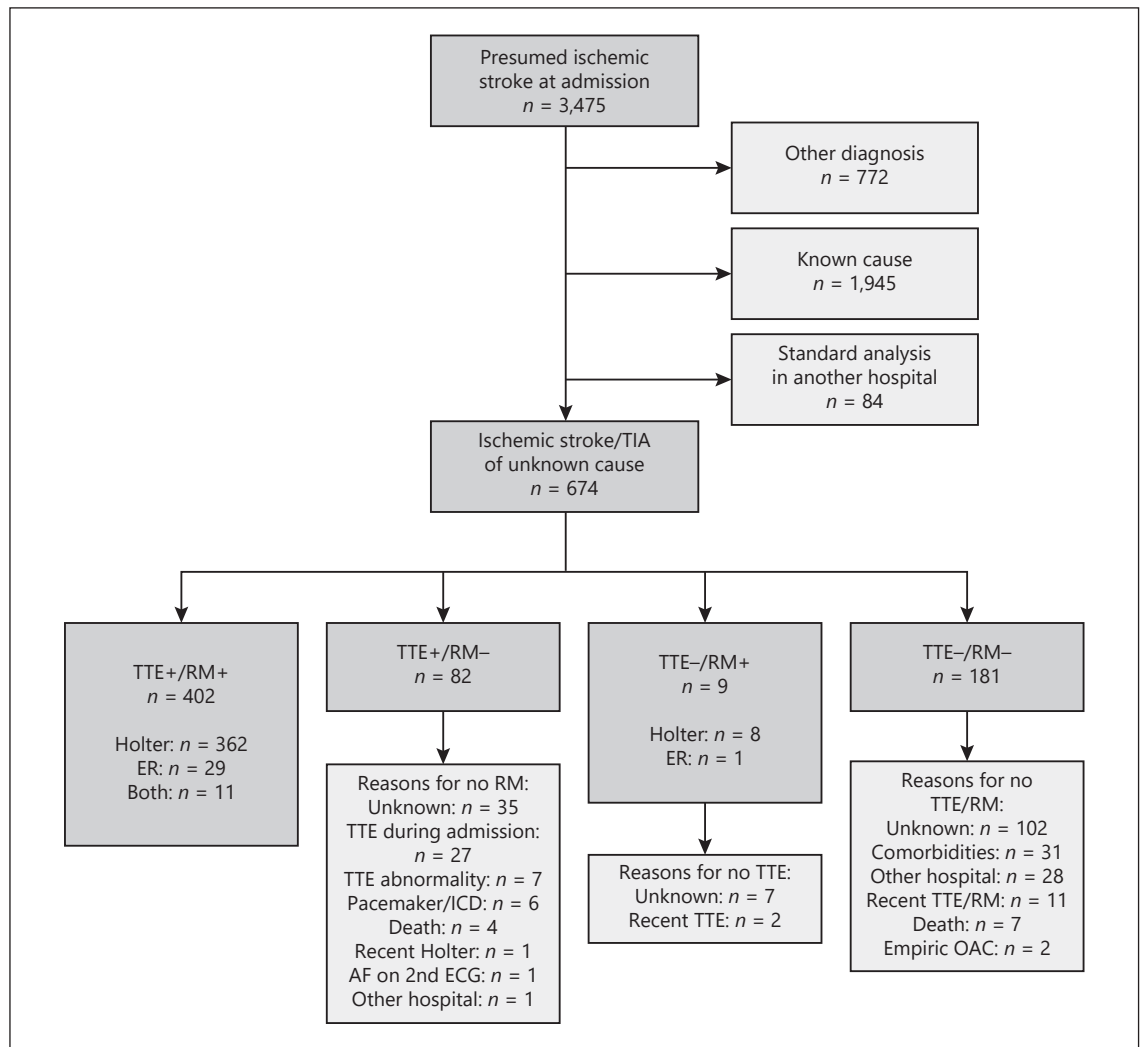 Presumed ischemic
stroke at admission
n = 3,475
Other diagnosis
n = 772
Known cause
n = 1,945
Standard analysis
in another hospital
n = 84
Ischemic stroke/TIA
of unknown cause
n = 674
TTE+/RM+
n = 402
Holter: n = 362
ER: n = 29
Both: n = 11
TTE+/RM–
n = 82
Reasons for no RM:
Unknown: n = 35
TTE during admission:
n = 27
TTE abnormality: n = 7
Pacemaker/ICD: n = 6
Death: n = 4
Recent Holter: n = 1
AF on 2nd ECG: n = 1
Other hospital: n = 1
TTE–/RM+
n = 9
Holter: n = 8
ER: n = 1
Reasons for no TTE:
Unknown: n = 7
Recent TTE: n = 2
TTE–/RM–
n = 181
Reasons for no
TTE/RM:
Unknown: n = 102
Comorbidities: n = 31
Other hospital: n = 28
Recent TTE/RM: n = 11
Death: n = 7
Empiric OAC: n = 2